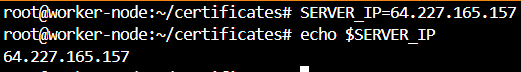 root@worker-node:~/certificates# SERVER_IP=64.227.165.157
root@worker-node:~/certificates# echo $SERVER_IP
64.227.165.157